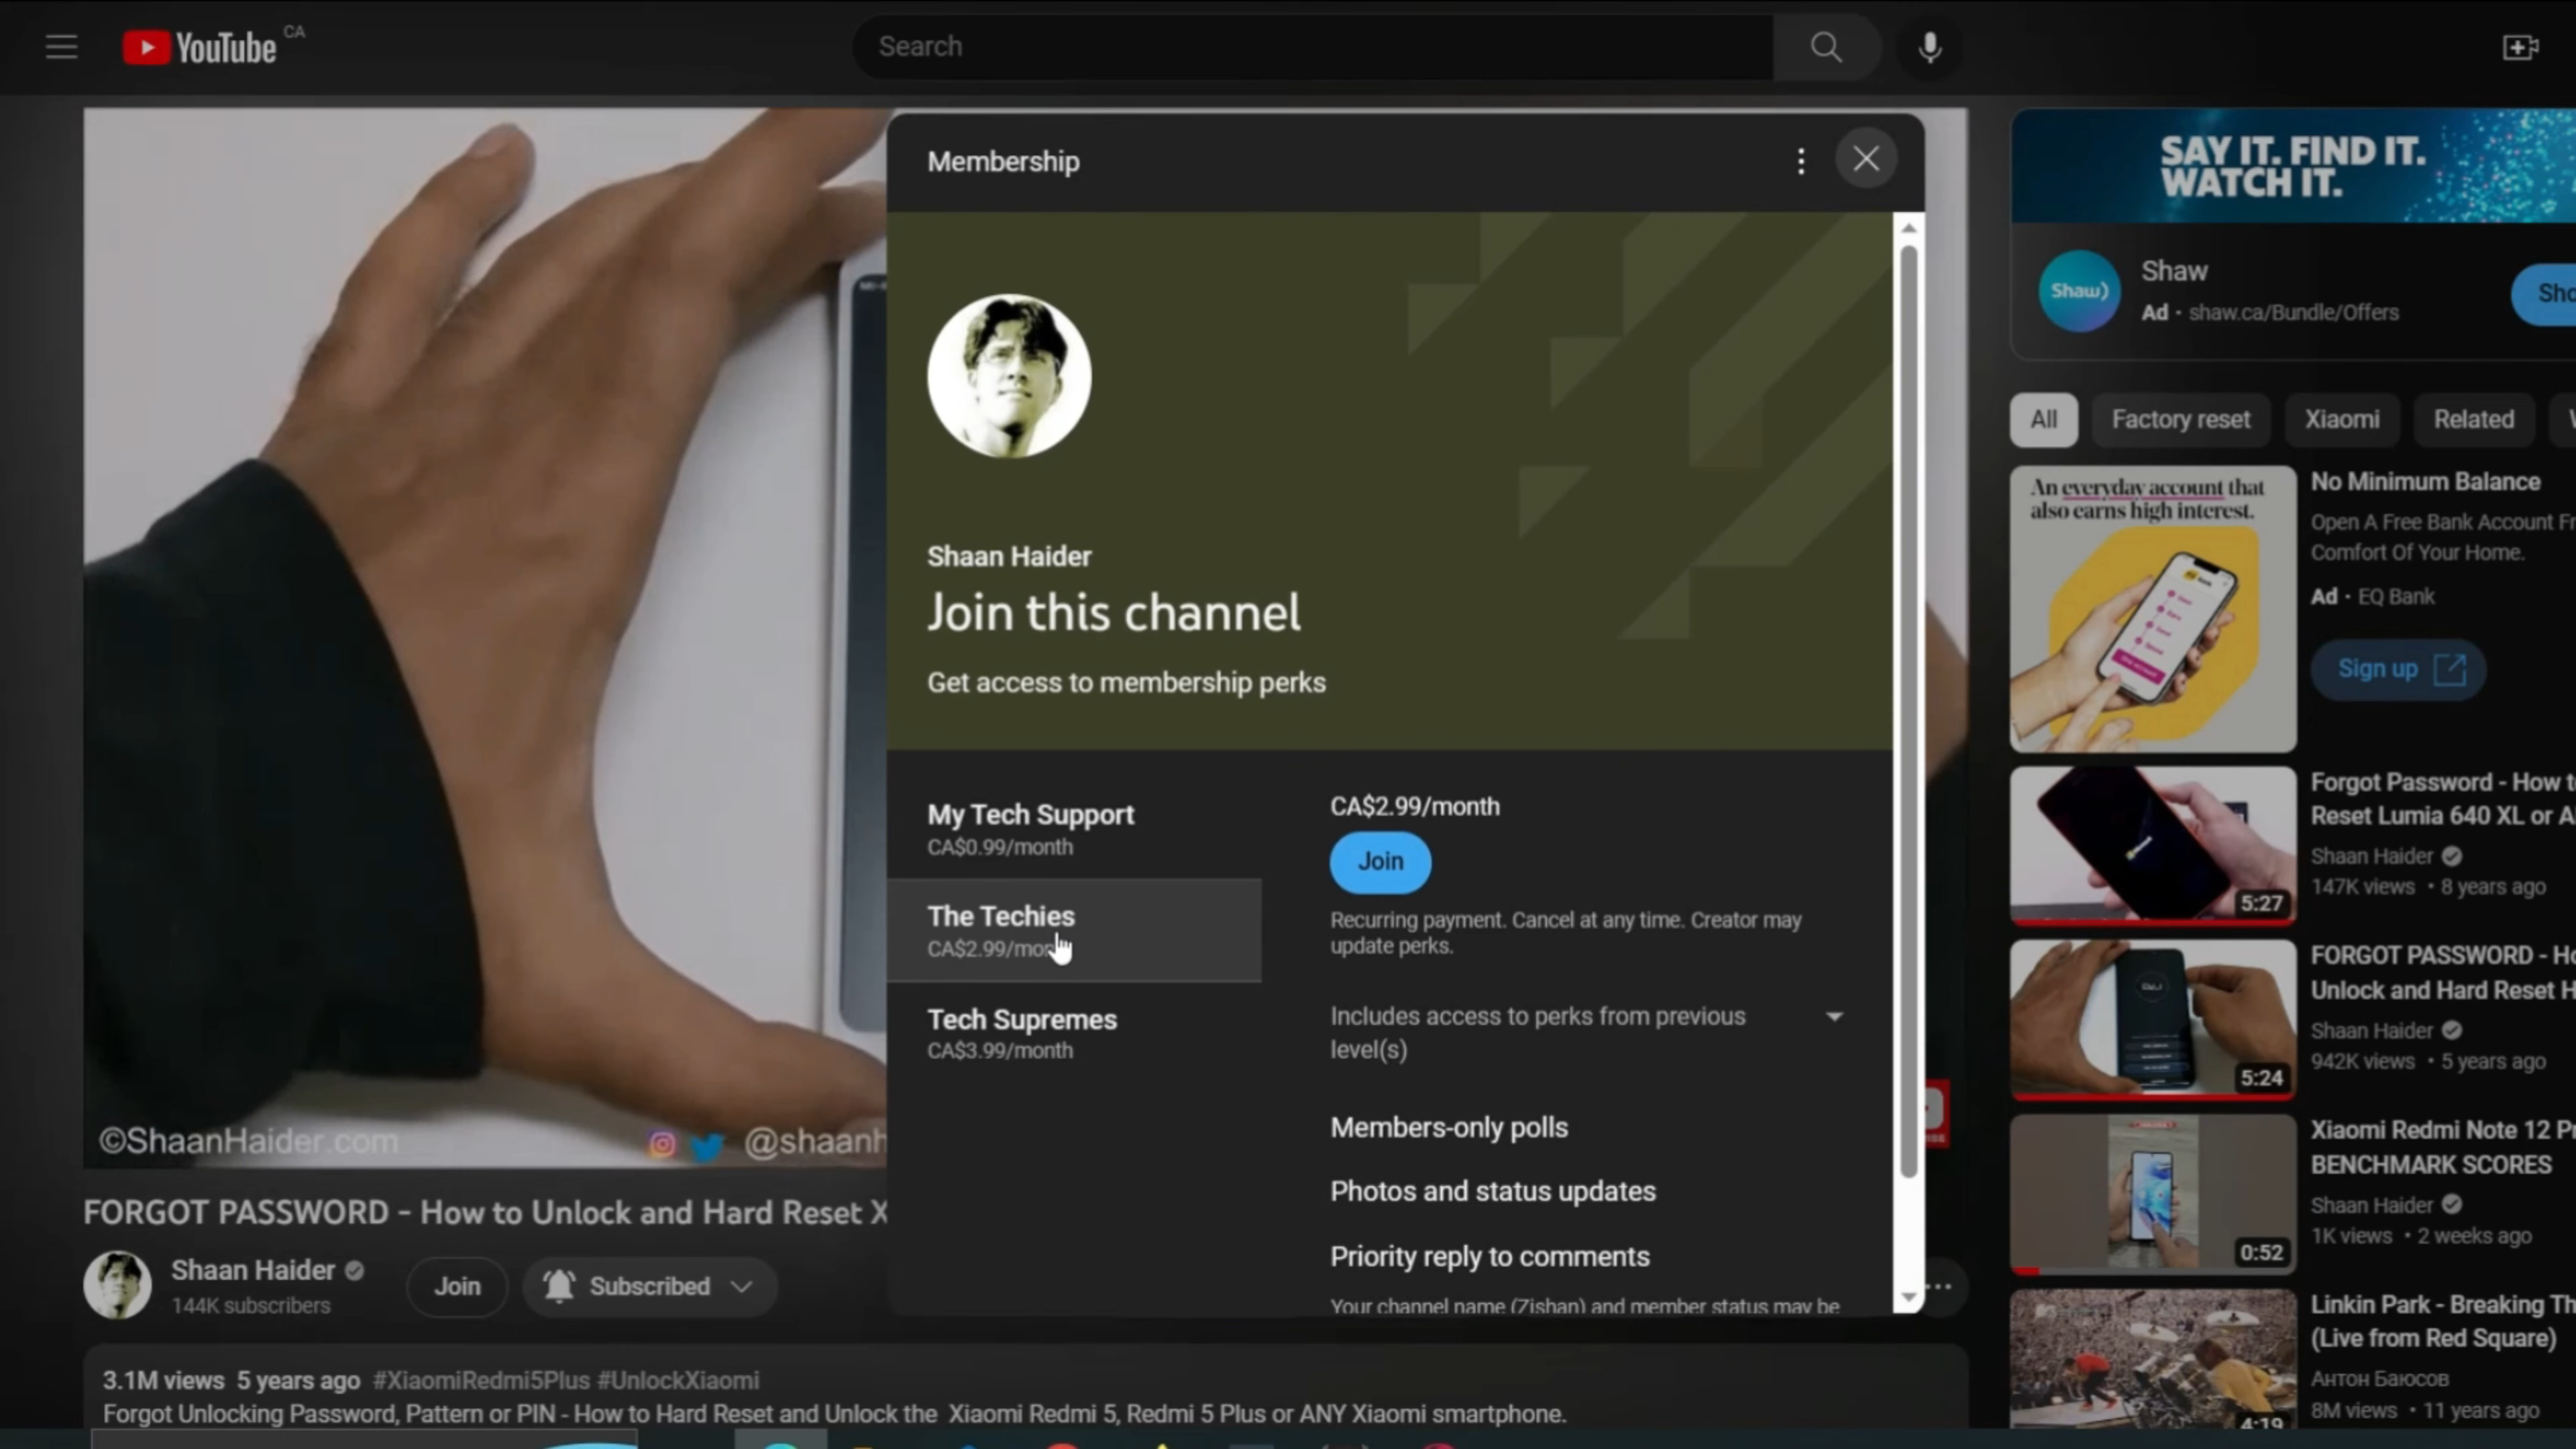 YouTube CA
Search
Membership
Shaan Haider
Join this channel
Get access to membership perks
My Tech Support
CA$0.99/month
The Techies
CA$2.99/mon
Tech Supremes
CA$3.99/month
CA$2.99/month
Join
Recurring payment. Cancel at any time. Creator may
update perks.
Includes access to perks from previous
level(s)
Members-only polls
Photos and status updates
Priority reply to comments
Your channel name (Zishan) and member status may be
©ShaanHaider.com
@shaanh
FORGOT PASSWORD - How to Unlock and Hard Reset X
Shaan Haider
144K subscribers
Join
Subscribed
3.1M views 5 years ago #XiaomiRedmi5Plus #UnlockXiaomi
Forgot Unlocking Password, Pattern or PIN - How to Hard Reset and Unlock the Xiaomi Redmi 5, Redmi 5 Plus or ANY Xiaomi smartphone.
SAY IT. FIND IT.
WATCH IT.
Shaw)
Shaw
Ad · shaw.ca/Bundle/Offers
Sho
All
Factory reset
Xiaomi
Related
An everyday account that
also earns high interest.
No Minimum Balance
Open A Free Bank Account Fr
Comfort Of Your Home.
Ad · EQ Bank
Sign up
Forgot Password - How t
Reset Lumia 640 XL or A
Shaan Haider
147K views • 8 years ago
5:27
FORGOT PASSWORD - Ho
Unlock and Hard Reset H
Shaan Haider
942K views • 5 years ago
5:24
Xiaomi Redmi Note 12 P
BENCHMARK SCORES
Shaan Haider
1K views • 2 weeks ago
0:52
Linkin Park - Breaking Th
(Live from Red Square)
Антон Баюсов
8M views • 11 years ago
4:19